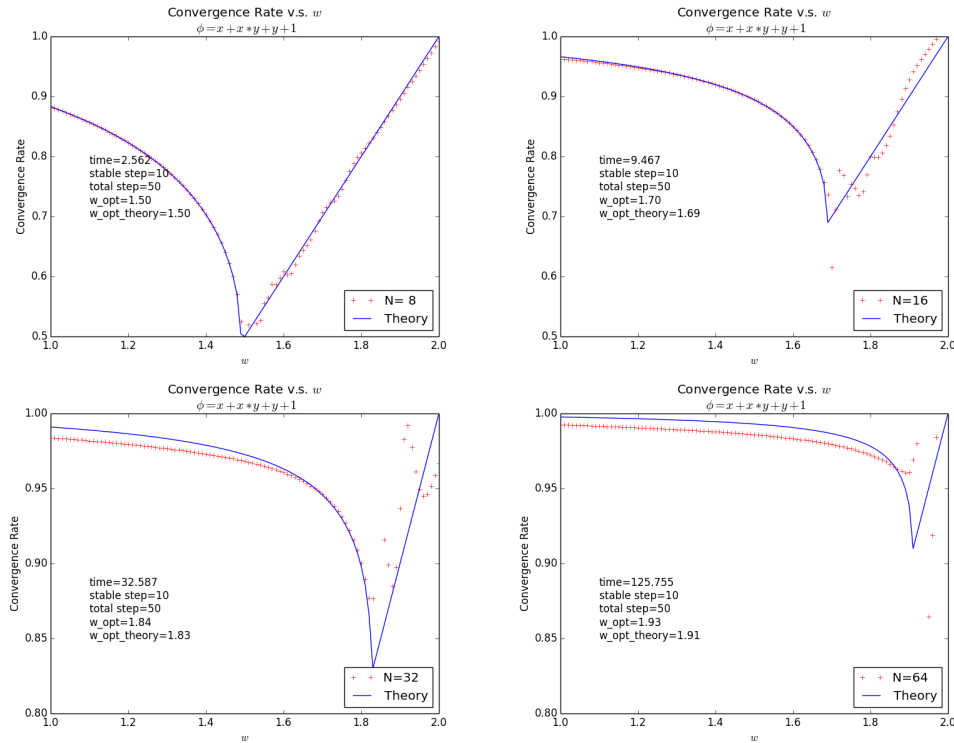 Convergence Rate v.s. w
ϕ=x+x∗y+y+1
1.0
0.9
0.8
0.7
0.6
0.5
Convergence Rate
time=2.562
stable step=10
total step=50
w_opt=1.50
w_opt_theory=1.50
N= 8
Theory
1.0 1.2 1.4 1.6 1.8 2.0
w
Convergence Rate v.s. w
ϕ=x+x∗y+y+1
1.0
0.9
0.8
0.7
0.6
0.5
Convergence Rate
time=9.467
stable step=10
total step=50
w_opt=1.70
w_opt_theory=1.69
N=16
Theory
1.0 1.2 1.4 1.6 1.8 2.0
w
Convergence Rate v.s. w
ϕ=x+x∗y+y+1
1.00
0.95
0.90
0.85
0.80
Convergence Rate
time=32.587
stable step=10
total step=50
w_opt=1.84
w_opt_theory=1.83
N=32
Theory
1.0 1.2 1.4 1.6 1.8 2.0
w
Convergence Rate v.s. w
ϕ=x+x∗y+y+1
1.00
0.95
0.90
0.85
0.80
Convergence Rate
time=125.755
stable step=10
total step=50
w_opt=1.93
w_opt_theory=1.91
N=64
Theory
1.0 1.2 1.4 1.6 1.8 2.0
w